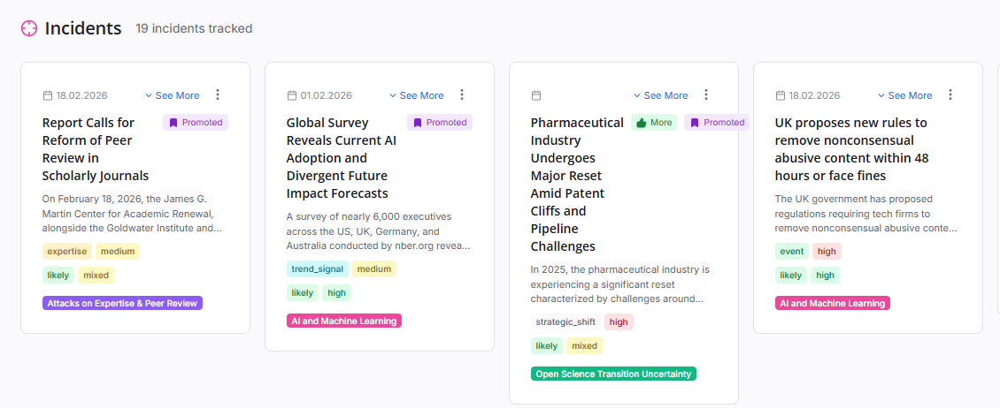 Incidents 19 incidents tracked
18.02.2026 See More
Report Calls for Promoted
Reform of Peer
Review in
Scholarly Journals
On February 18, 2026, the James G.
Martin Center for Academic Renewal,
alongside the Goldwater Institute and...
expertise medium
likely mixed
Attacks on Expertise & Peer Review
01.02.2026 See More
Global Survey Promoted
Reveals Current AI
Adoption and
Divergent Future
Impact Forecasts
A survey of nearly 6,000 executives
across the US, UK, Germany, and
Australia conducted by nber.org revea...
trend_signal medium
likely high
AI and Machine Learning
See More
Pharmaceutical More Promoted
Industry
Undergoes
Major Reset
Amid Patent
Cliffs and
Pipeline
Challenges
In 2025, the pharmaceutical industry is
experiencing a significant reset
characterized by challenges around...
strategic_shift high
likely mixed
Open Science Transition Uncertainty
18.02.2026 See More
UK proposes new rules to
remove nonconsensual
abusive content within 48
hours or face fines
The UK government has proposed
regulations requiring tech firms to
remove nonconsensual abusive conte...
event high
likely high
AI and Machine Learning